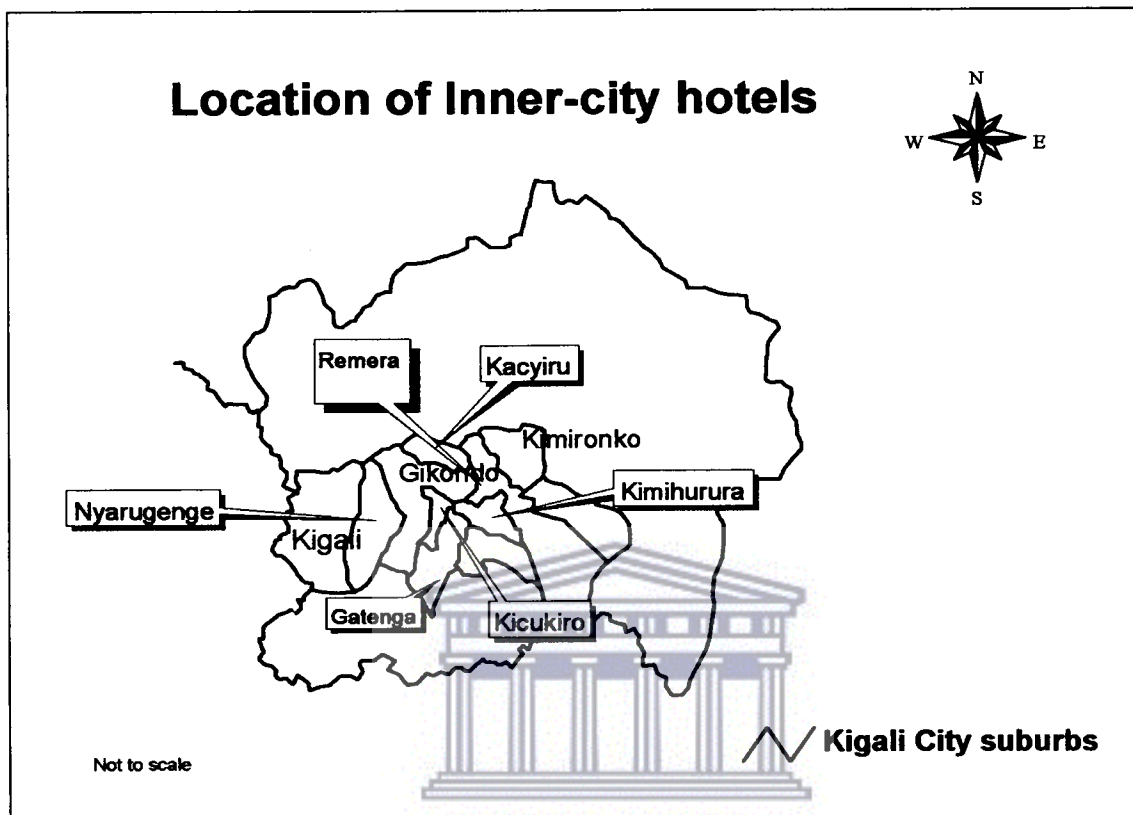 Location of Inner-city hotels
N
W E
S
Remera
Kacyiru
Kimironko
Gikondo
Kimihurura
Nyarugenge
Kigali
Gatenga
Kicukiro
Kigali City suburbs
Not to scale